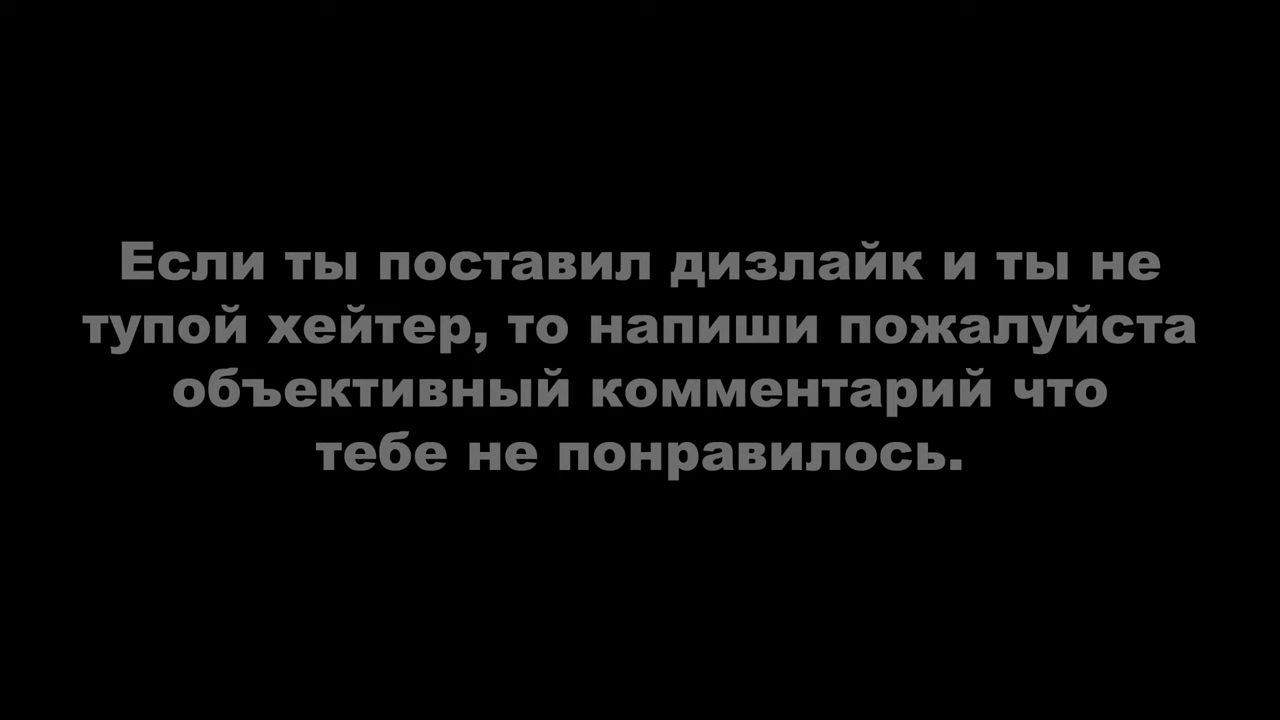 Если ты поставил дизлайк и ты не
тупой хейтер, то напиши пожалуйста
объективный комментарий что
тебе не понравилось.